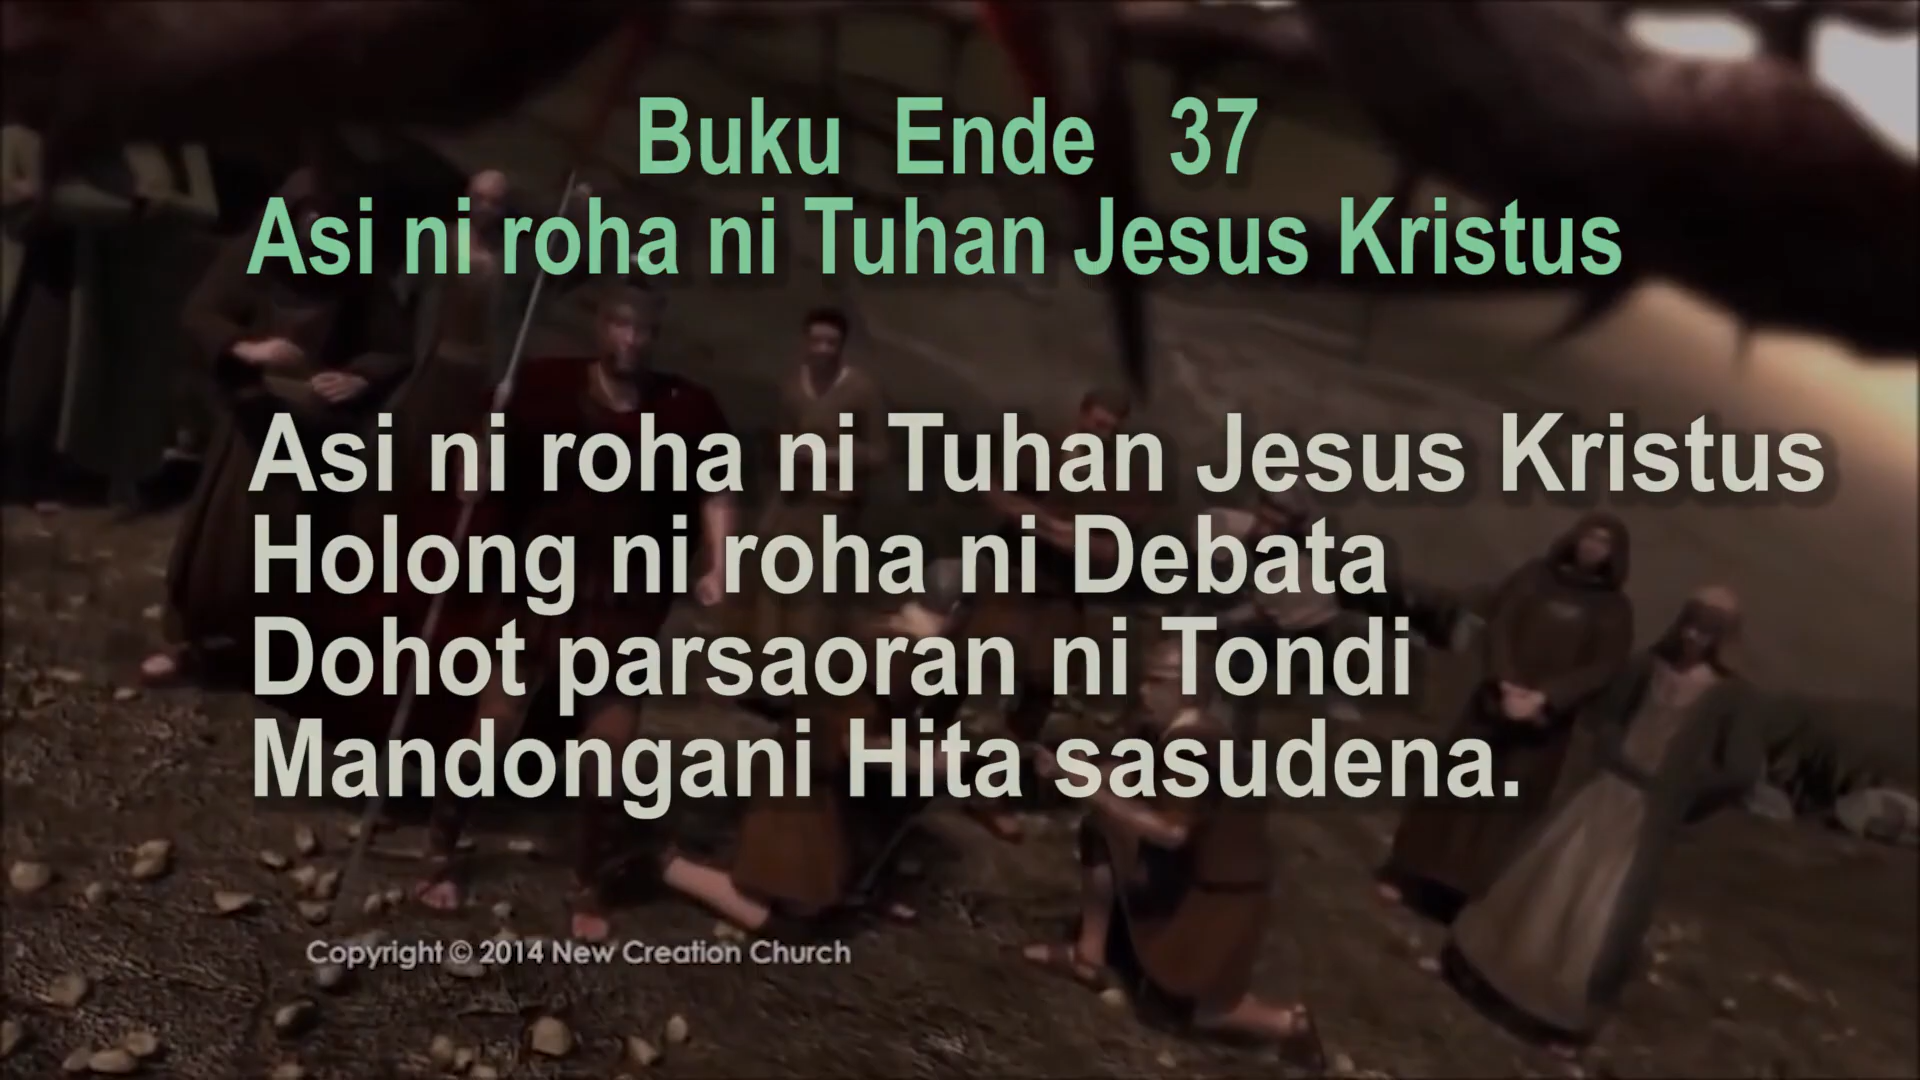 Buku Ende 37
Asi ni roha ni Tuhan Jesus Kristus
Asi ni roha ni Tuhan Jesus Kristus
Holong ni roha ni Debata
Dohot parsaoran ni Tondi
Mandongani Hita sasudena.
Copyright © 2014 New Creation Church